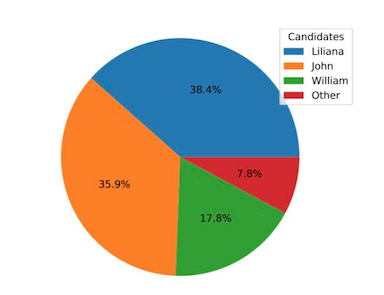 Candidates
Liliana
John
William
Other
38.4%
35.9%
7.8%
17.8%